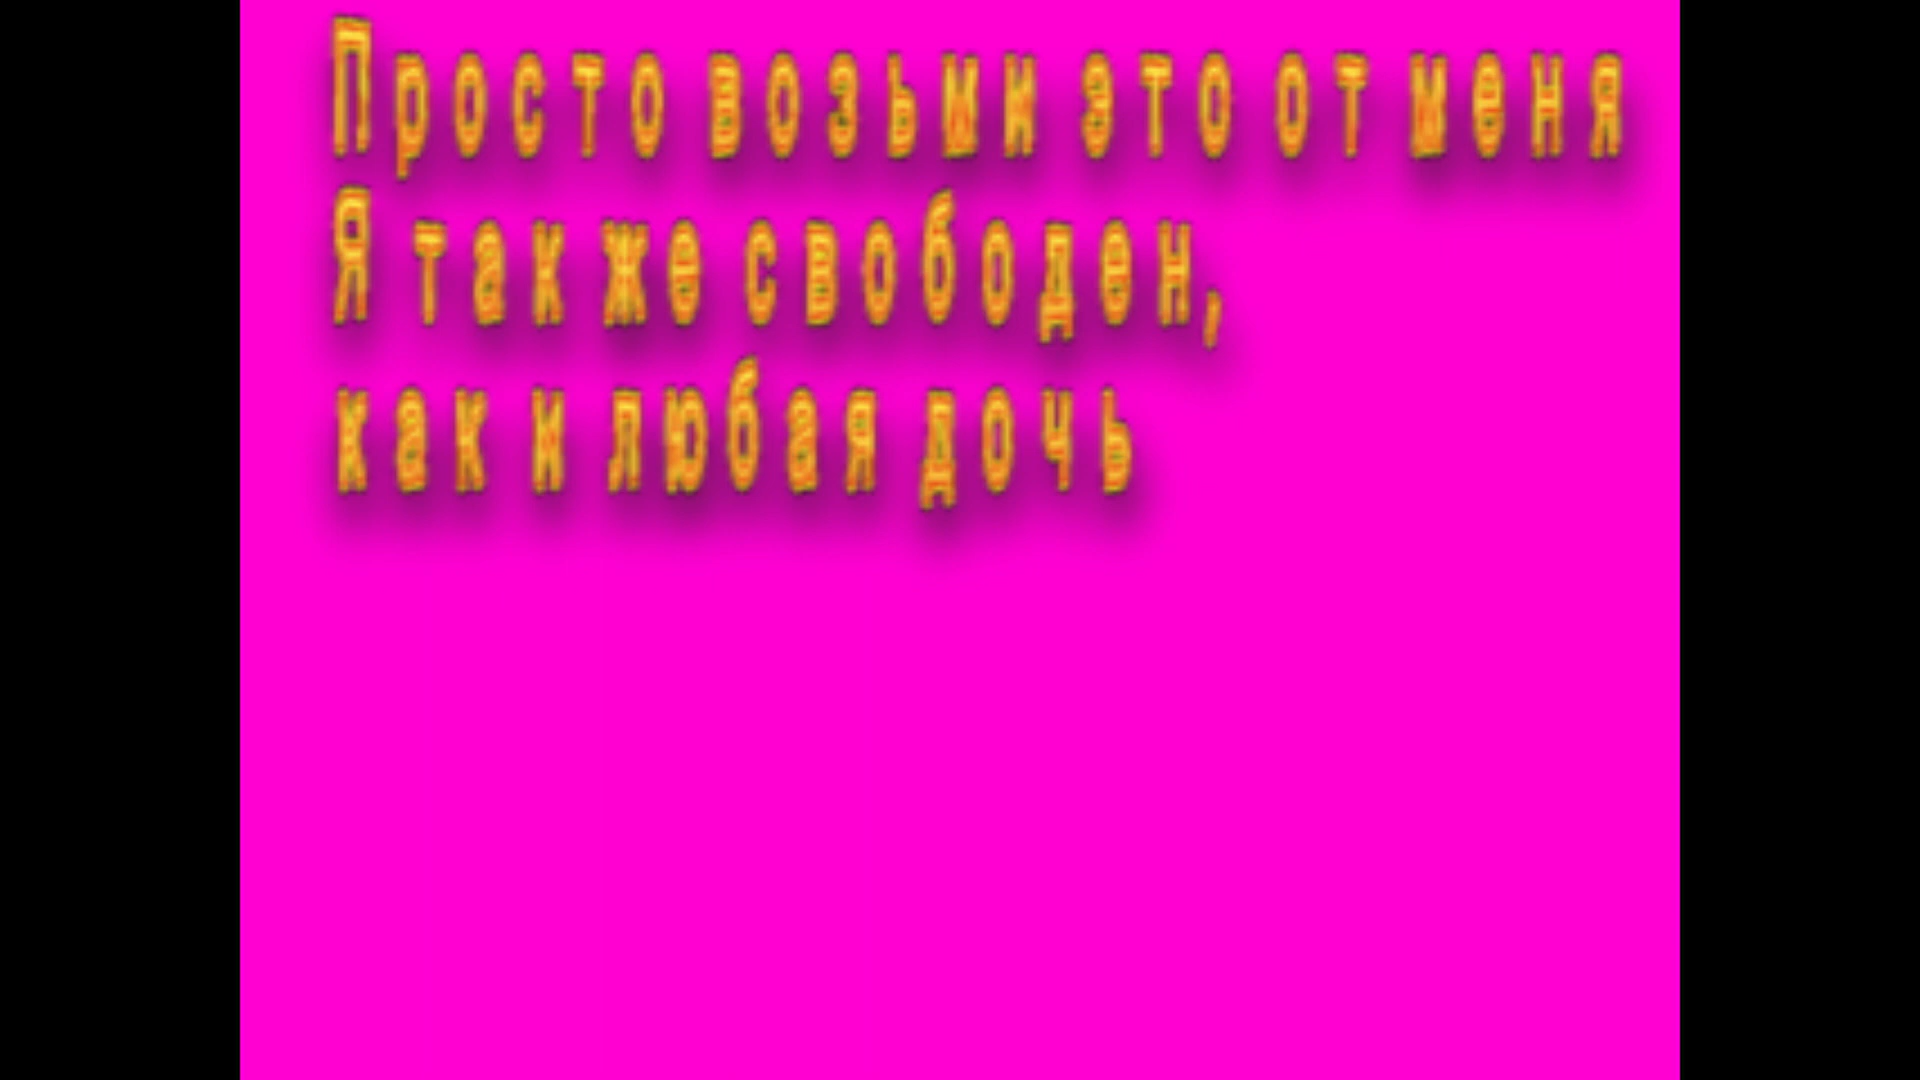 Просто возьми это от меня
Я так же свободен,
как и любая дочь